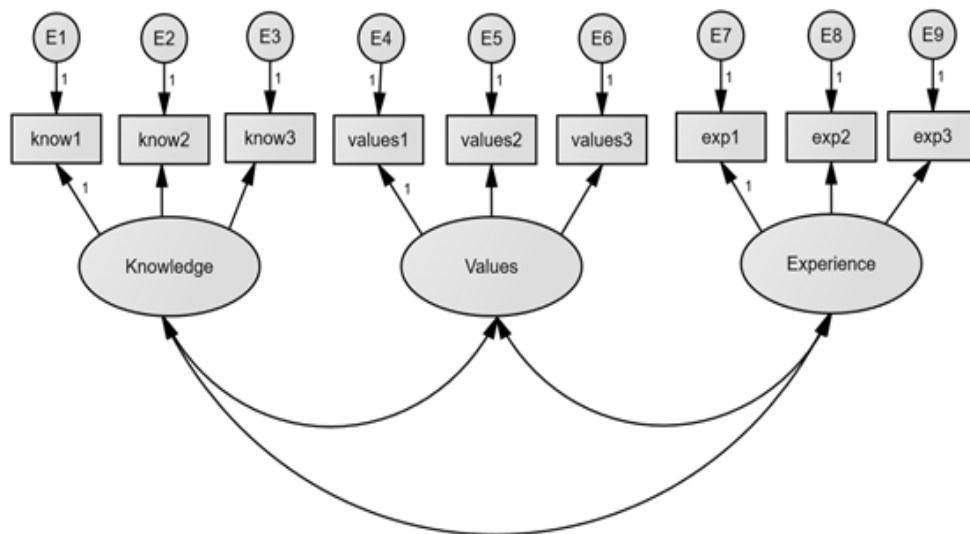 E1 E2 E3 E4 E5 E6 E7 E8 E9
1 1 1 1 1 1 1 1 1
know1 know2 know3 values1 values2 values3 exp1 exp2 exp3
1 1 1
Knowledge Values Experience